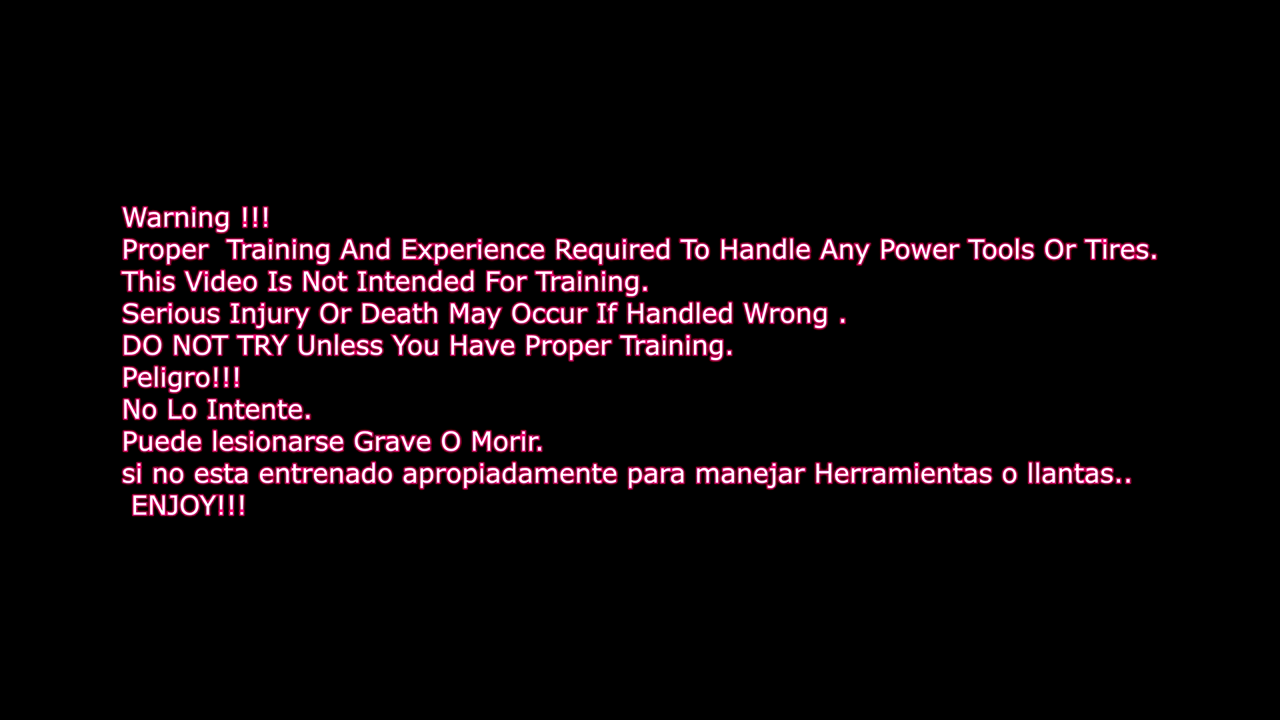 Warning !!!
Proper  Training And Experience Required To Handle Any Power Tools Or Tires.
This Video Is Not Intended For Training.
Serious Injury Or Death May Occur If Handled Wrong .
DO NOT TRY Unless You Have Proper Training.
Peligro!!!
No Lo Intente.
Puede lesionarse Grave O Morir.
si no esta entrenado apropiadamente para manejar Herramientas o llantas..
ENJOY!!!